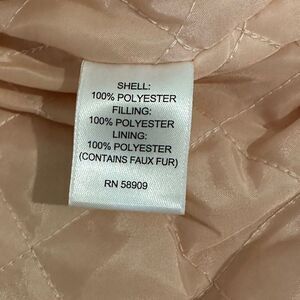 SHELL:
100% POLYESTER
FILLING:
100% POLYESTER
LINING:
100% POLYESTER
(CONTAINS FAUX FUR)
RN 58909